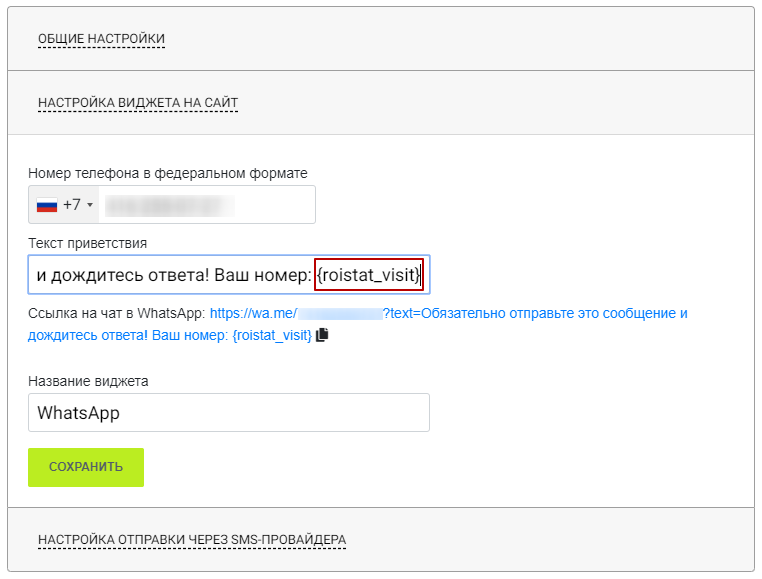 ОБЩИЕ НАСТРОЙКИ
НАСТРОЙКА ВИДЖЕТА НА САЙТ
Номер телефона в федеральном формате
+7
Текст приветствия
и дождитесь ответа! Ваш номер: {roistat_visit}
Ссылка на чат в WhatsApp: https://wa.me/ ?text=Обязательно отправьте это сообщение и
дождитесь ответа! Ваш номер: {roistat_visit}
Название виджета
WhatsApp
СОХРАНИТЬ
НАСТРОЙКА ОТПРАВКИ ЧЕРЕЗ SMS-ПРОВАЙДЕРА